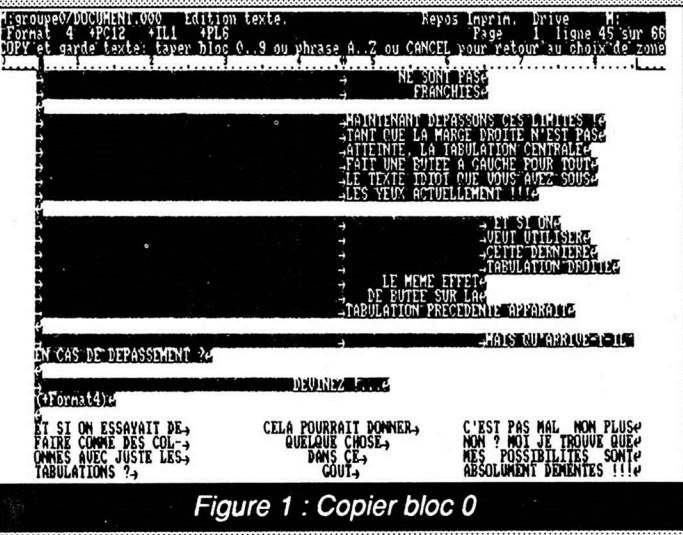 M:groupe0/DOCUMENT.000 Edition texte. Repos Imprim. Drive M:
Format 4 +PC12 +IL1 +PL6 Page 1 ligne 45 sur 66
COPY et garde texte: taper bloc 0..9 ou phrase A..Z ou CANCEL pour retour au choix de zone
NE SONT PAS
FRANCHIES
MAINTENANT DEPASSONS CES LIMITES !
TANT QUE LA MARGE DROITE N'EST PAS
ATTEINTE, LA TABULATION CENTRALE
FAIT UNE BUTEE A GAUCHE POUR TOUT
LE TEXTE IDIOT QUE VOUS AVEZ SOUS
LES YEUX ACTUELLEMENT !!!
ET SI ON
VEUT UTILISER
CETTE DERNIERE
TABULATION DROITE
LE MEME EFFET
DE BUTEE SUR LA
TABULATION PRECEDENTE APPARAIT
MAIS QU'ARRIVE-T-IL
EN CAS DE DEPASSEMENT ?
DEVINEZ !...
(+Format4)
ET SI ON ESSAYAIT DE CELA POURRAIT DONNER C'EST PAS MAL NON PLUS
FAIRE COMME DES COL- QUELQUE CHOSE NON ? MOI JE TROUVE QUE
ONNES AVEC JUSTE LES DANS CE MES POSSIBILITES SONT
TABULATIONS ? GOUT ABSOLUMENT DEMENTES !!!
Figure 1 : Copier bloc 0